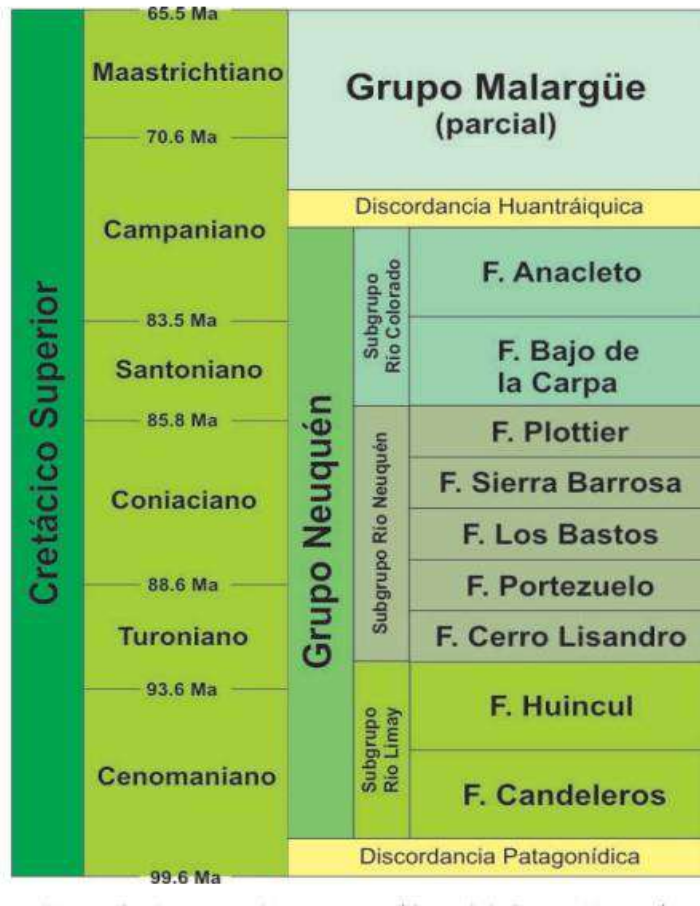 65.5 Ma
Maastrichtiano
70.6 Ma
Campaniano
83.5 Ma
Santoniano
85.8 Ma
Coniaciano
88.6 Ma
Turoniano
93.6 Ma
Cenomaniano
99.6 Ma
Cretácico Superior
Grupo Malargüe
(parcial)
Discordancia Huantráiquica
Grupo Neuquén
Subgrupo
Río Colorado
F. Anacleto
F. Bajo de
la Carpa
Subgrupo Río Neuquén
F. Plottier
F. Sierra Barrosa
F. Los Bastos
F. Portezuelo
F. Cerro Lisandro
Subgrupo
Río Limay
F. Huincul
F. Candeleros
Discordancia Patagonídica